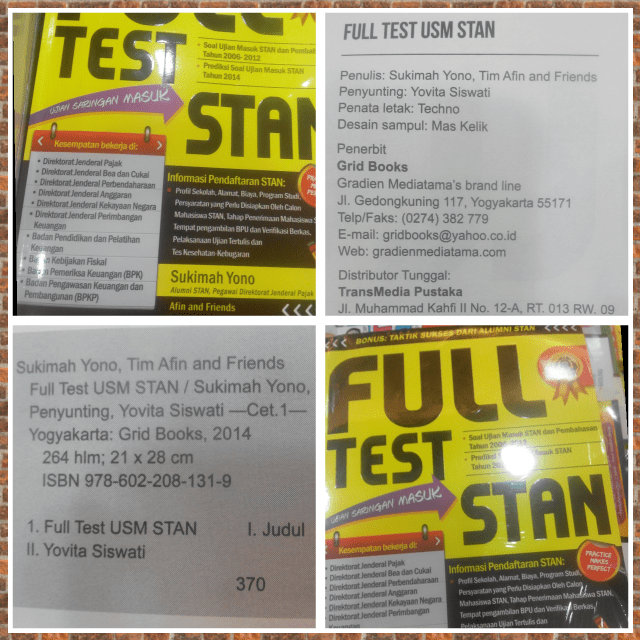 FULL
TEST
• Soal Ujian Masuk STAN dan Pembah
Tahun 2006-2012
• Prediksi Soal Ujian Masuk STAN
Tahun 2014
UJIAN SARINGAN MASUK
STAN
Kesempatan bekerja di:
• Direktorat Jenderal Pajak
• Direktorat Jenderal Bea dan Cukai
• Direktorat Jenderal Perbendaharaan
• Direktorat Jenderal Anggaran
• Direktorat Jenderal Kekayaan Negara
• Direktorat Jenderal Perimbangan
Keuangan
• Badan Pendidikan dan Pelatihan
Keuangan
• Badan Kebijakan Fiskal
• Badan Pemeriksa Keuangan (BPK)
• Badan Pengawasan Keuangan dan
Pembangunan (BPKP)
Informasi Pendaftaran STAN:
• Profil Sekolah, Alamat, Biaya, Program Studi,
Persyaratan yang Perlu Disiapkan Oleh Calon
Mahasiswa STAN, Tahap Penerimaan Mahasiswa
Tempat pengambilan BPU dan Verifikasi Berkas,
Pelaksanaan Ujian Tertulis dan
Tes Kesehatan-Kebugaran
Sukimah Yono
Alumni STAN, Pegawai Direktorat Jenderal Pajak
Afin and Friends
FULL TEST USM STAN
Penulis: Sukimah Yono, Tim Afin and Friends
Penyunting: Yovita Siswati
Penata letak: Techno
Desain sampul: Mas Kelik
Penerbit
Grid Books
Gradien Mediatama's brand line
Jl. Gedongkuning 117, Yogyakarta 55171
Telp/Faks: (0274) 382 779
E-mail: gridbooks@yahoo.co.id
Web: gradienmediatama.com
Distributor Tunggal:
TransMedia Pustaka
Jl. Muhammad Kahfi II No. 12-A, RT. 013 RW. 09
Sukimah Yono, Tim Afin and Friends
Full Test USM STAN / Sukimah Yono,
Penyunting, Yovita Siswati —Cet.1—
Yogyakarta: Grid Books, 2014
264 hlm; 21 x 28 cm
ISBN 978-602-208-131-9
1. Full Test USM STAN I. Judul
II. Yovita Siswati
370
BONUS: TAKTIK SUKSES DARI ALUMNI STAN
FULL
TEST
• Soal Ujian Masuk STAN dan Pembahasan
Tahun
• Prediksi Masuk STAN
Tahun
UJIAN SARINGAN MASUK
STAN
Kesempatan bekerja di:
• Direktorat Jenderal Pajak
• Direktorat Jenderal Bea dan Cukai
• Direktorat Jenderal Perbendaharaan
• Direktorat Jenderal Anggaran
• Direktorat Jenderal Kekayaan Negara
• Direktorat Jenderal Perimbangan
Informasi Pendaftaran STAN:
• Profil Sekolah, Alamat, Biaya, Program Studi,
Persyaratan yang Perlu Disiapkan Oleh Calon
Mahasiswa STAN, Tahap Penerimaan Mahasiswa STAN,
Tempat pengambilan BPU dan Verifikasi Berkas,
Pelaksanaan Ujian Tertulis dan
PRACTICE
MAKES
PERFECT